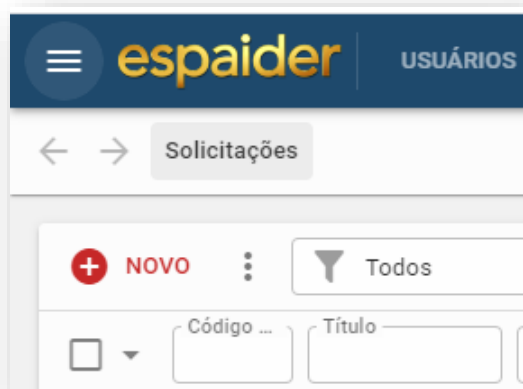 espaider USUÁRIOS
Solicitações
NOVO Todos
Código ... Título